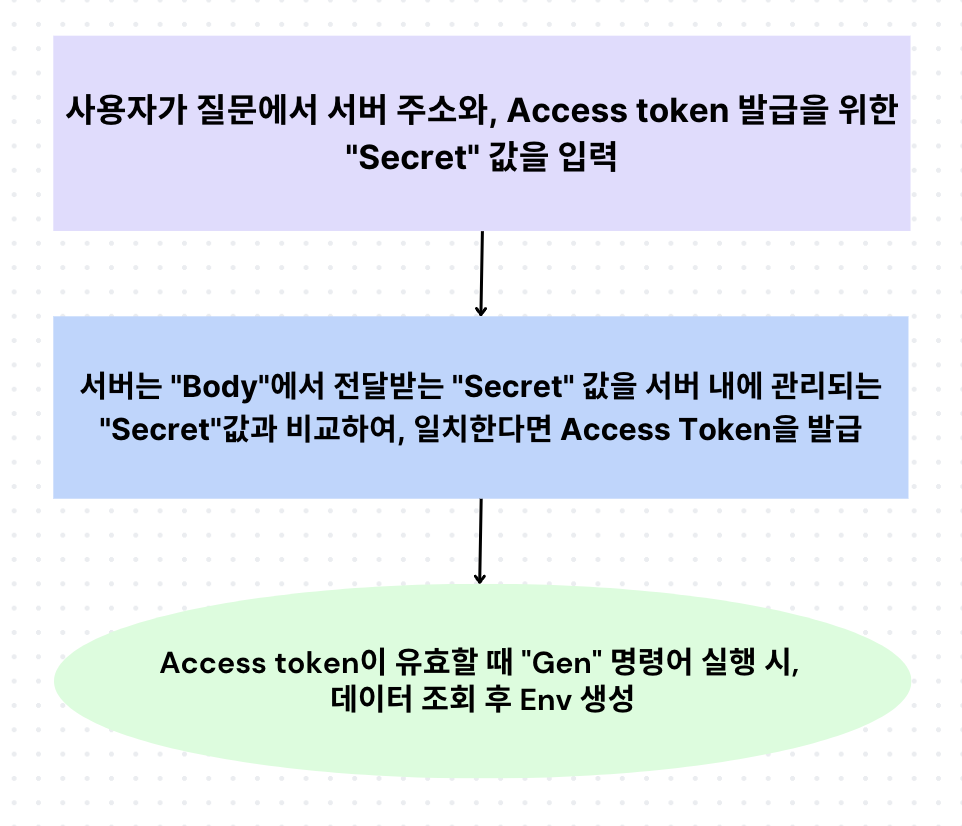 사용자가 질문에서 서버 주소와, Access token 발급을 위한
"Secret" 값을 입력
서버는 "Body"에서 전달받는 "Secret" 값을 서버 내에 관리되는
"Secret"값과 비교하여, 일치한다면 Access Token을 발급
Access token이 유효할 때 "Gen" 명령어 실행 시,
데이터 조회 후 Env 생성